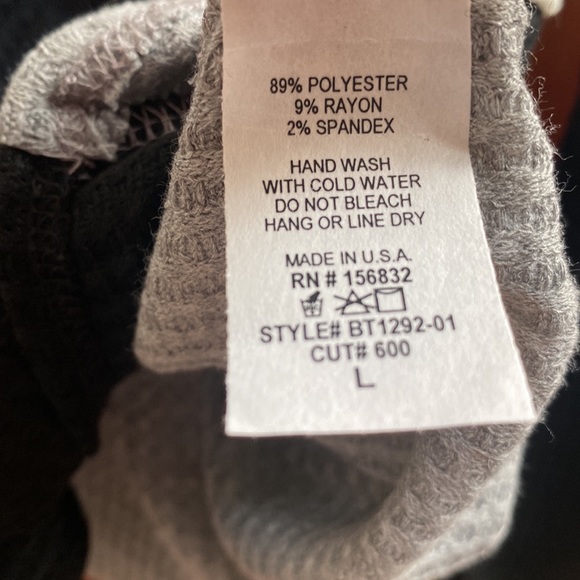 89% POLYESTER
9% RAYON
2% SPANDEX
HAND WASH
WITH COLD WATER
DO NOT BLEACH
HANG OR LINE DRY
MADE IN U.S.A.
RN # 156832
STYLE# BT1292-01
CUT# 600
L